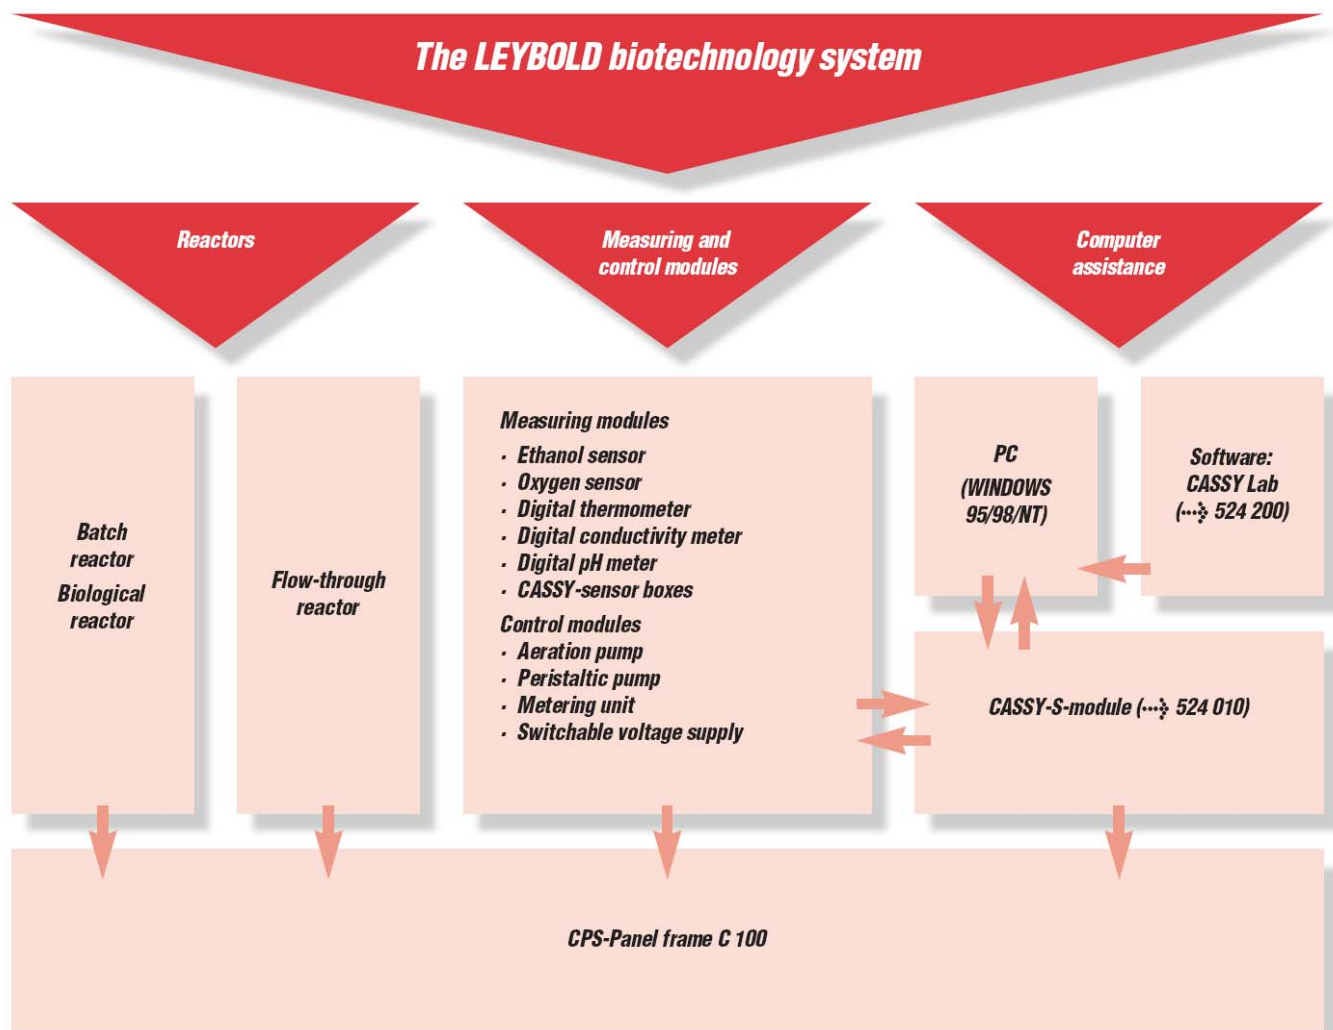 The LEYBOLD biotechnology system
Reactors
Measuring and
control modules
Computer
assistance
Batch
reactor
Biological
reactor
Flow-through
reactor
Measuring modules
· Ethanol sensor
· Oxygen sensor
· Digital thermometer
· Digital conductivity meter
· Digital pH meter
· CASSY-sensor boxes
Control modules
· Aeration pump
· Peristaltic pump
· Metering unit
· Switchable voltage supply
PC
(WINDOWS
95/98/NT)
Software:
CASSY Lab
(···➔ 524 200)
CASSY-S-module (···➔ 524 010)
CPS-Panel frame C 100